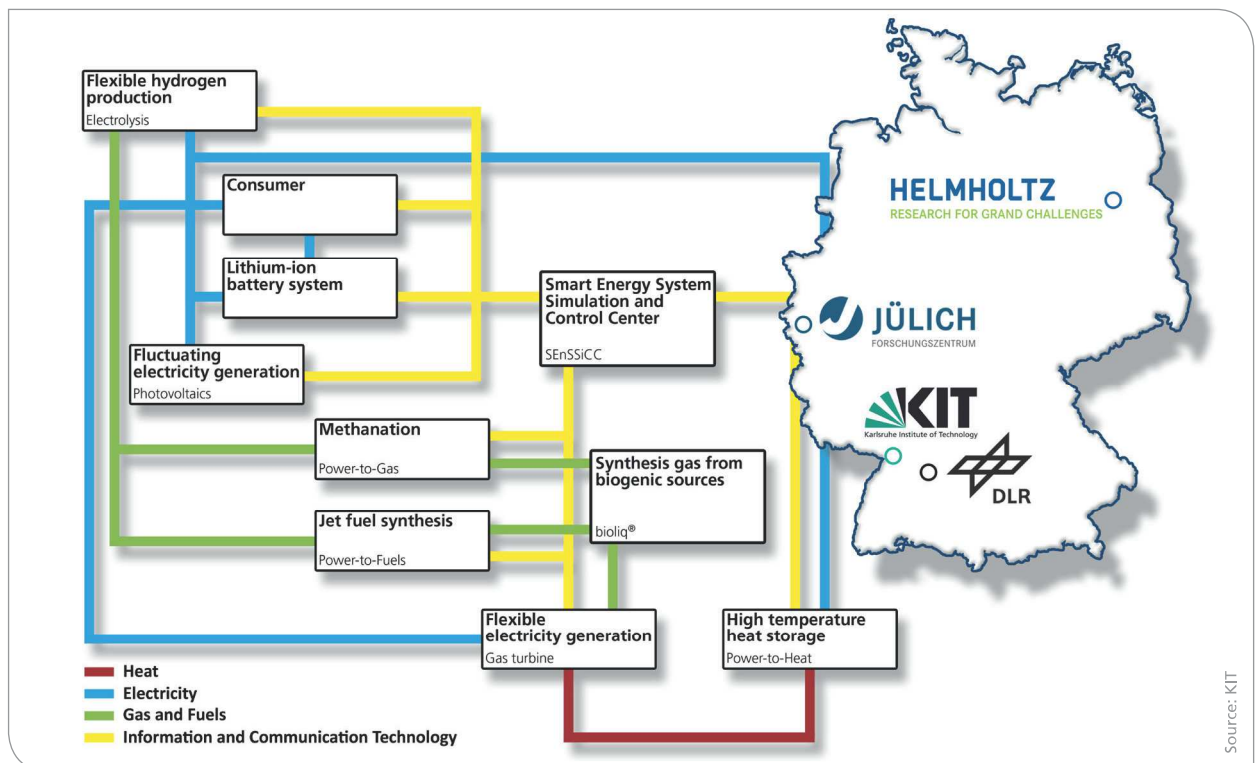 Flexible hydrogen
production
Electrolysis
Consumer
Lithium-ion
battery system
Fluctuating
electricity generation
Photovoltaics
Smart Energy System
Simulation and
Control Center
SEnSSiCC
Methanation
Power-to-Gas
Synthesis gas from
biogenic sources
bioliq®
Jet fuel synthesis
Power-to-Fuels
Flexible
electricity generation
Gas turbine
High temperature
heat storage
Power-to-Heat
HELMHOLTZ
RESEARCH FOR GRAND CHALLENGES
JÜLICH
FORSCHUNGSZENTRUM
KIT
Karlsruhe Institute of Technology
DLR
Heat
Electricity
Gas and Fuels
Information and Communication Technology
Source: KIT